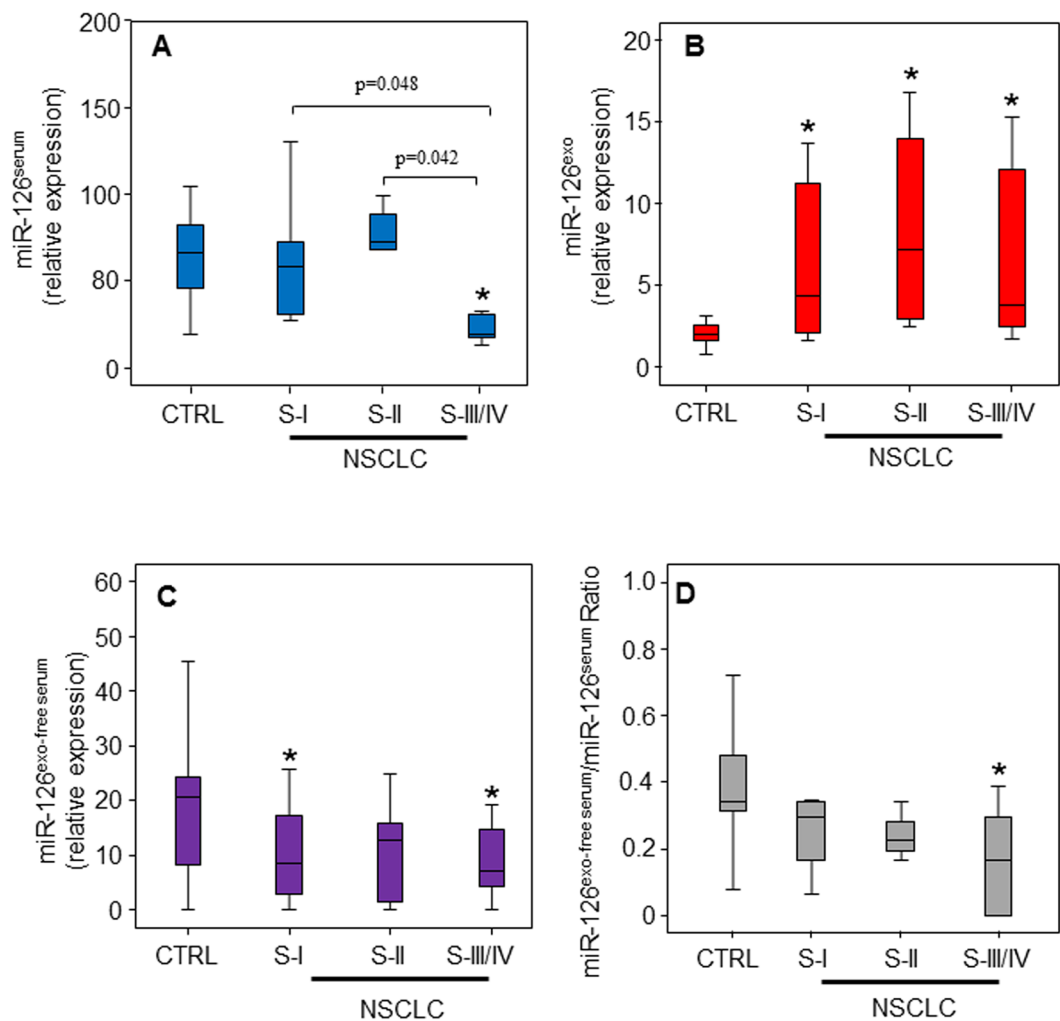 A
200
150
100
80
0
miR-126serum
(relative expression)
p=0.048
p=0.042
*
CTRL S-I S-II S-III/IV
NSCLC
B
20
15
10
5
0
miR-126exo
(relative expression)
* * *
CTRL S-I S-II S-III/IV
NSCLC
C
60
50
40
30
20
10
0
miR-126exo-free serum
(relative expression)
* *
CTRL S-I S-II S-III/IV
NSCLC
D
1.0
0.8
0.6
0.4
0.2
0
miR-126exo-free serum/miR-126serum Ratio
*
CTRL S-I S-II S-III/IV
NSCLC